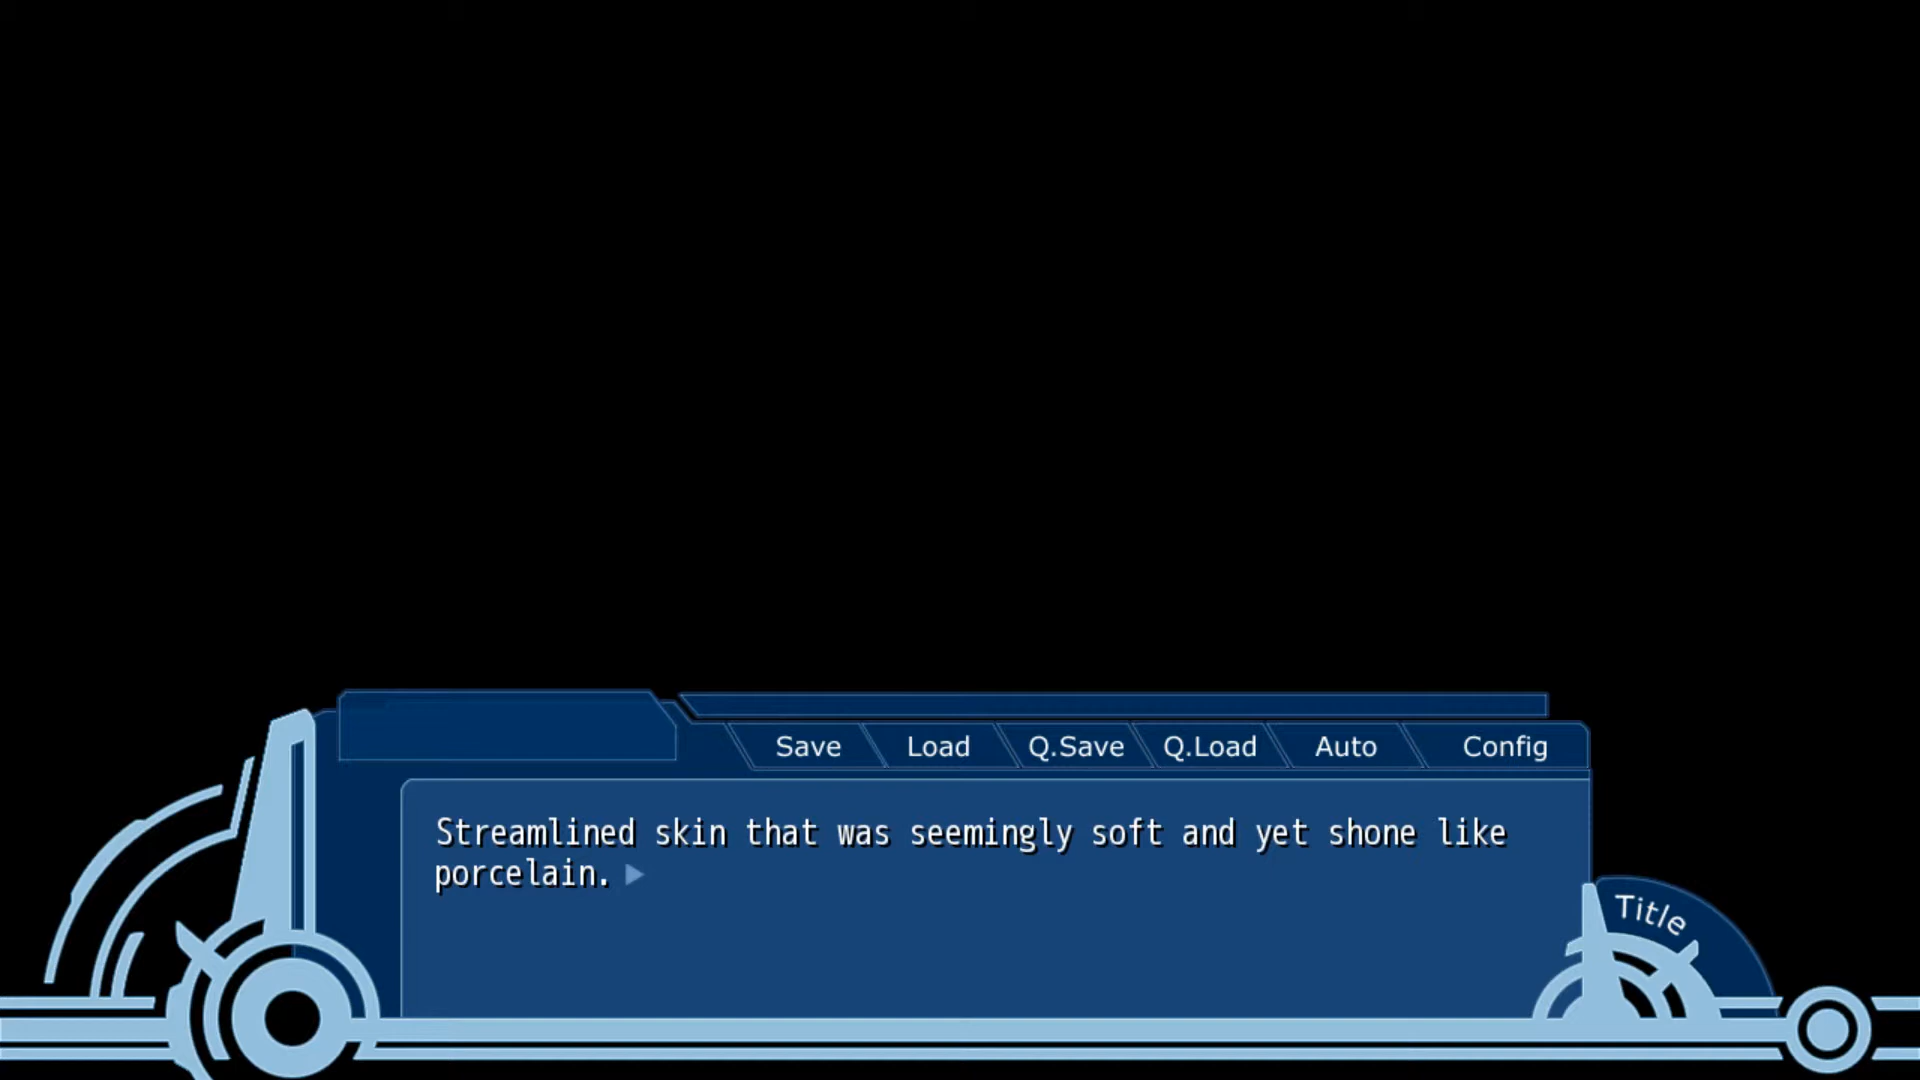 Save Load Q.Save Q.Load Auto Config
Streamlined skin that was seemingly soft and yet shone like
porcelain.
Title